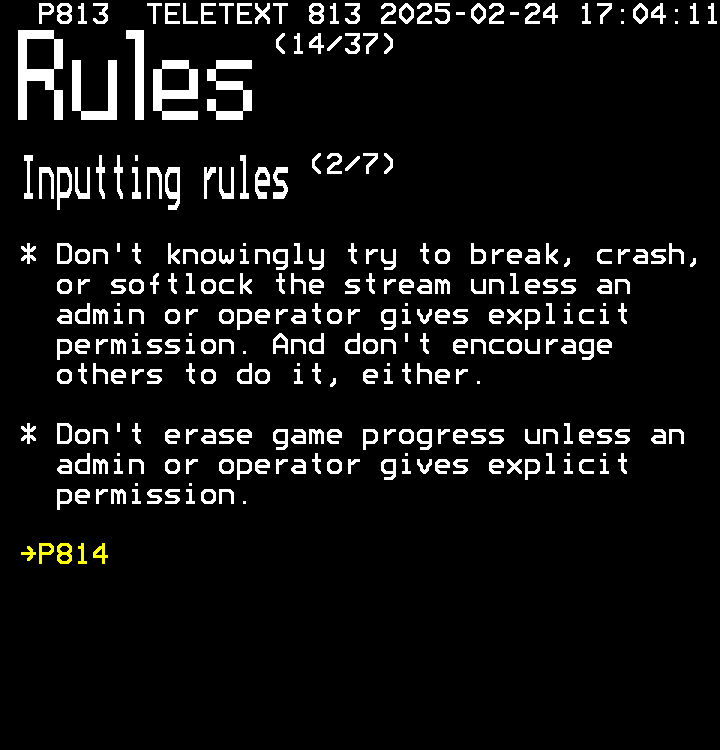 P813  TELETEXT 813 2025-02-24 17:04:11
(14/37)
Rules
Inputting rules (2/7)
* Don't knowingly try to break, crash,
or softlock the stream unless an
admin or operator gives explicit
permission. And don't encourage
others to do it, either.
* Don't erase game progress unless an
admin or operator gives explicit
permission.
→P814